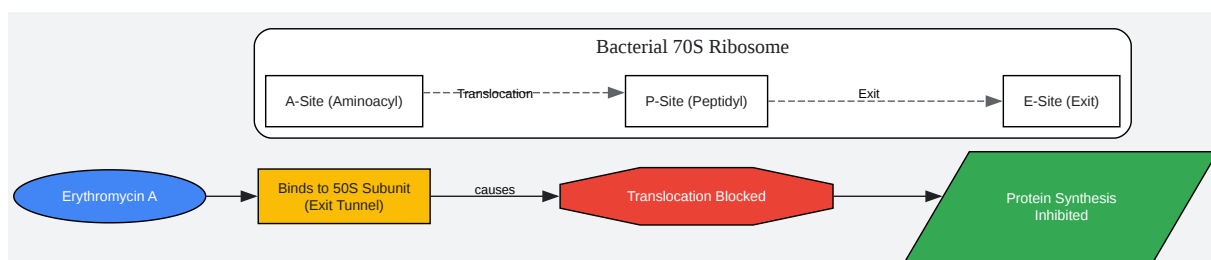 Bacterial 70S Ribosome
A-Site (Aminoacyl)
Translocation
P-Site (Peptidyl)
Exit
E-Site (Exit)
Erythromycin A
Binds to 50S Subunit
(Exit Tunnel)
causes
Translocation Blocked
Protein Synthesis
Inhibited